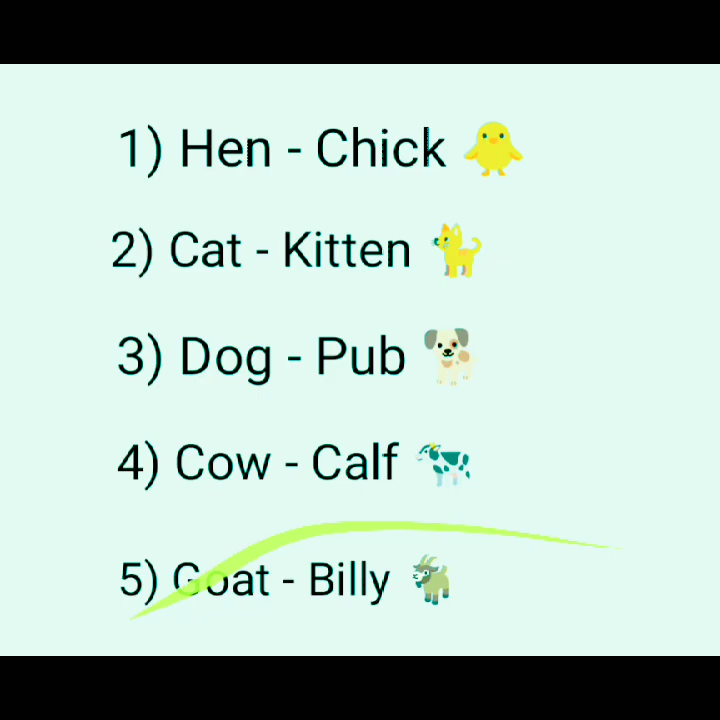 1) Hen - Chick 🐤
2) Cat - Kitten 🐕
3) Dog - Pub 🐶
4) Cow - Calf 🐄
5) Goat - Billy 🐐